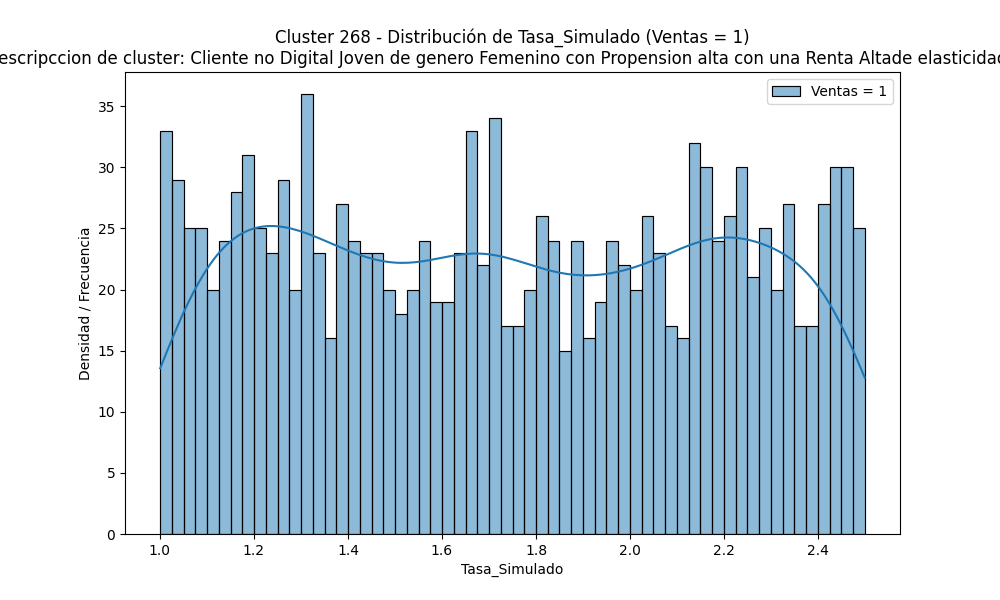 Cluster 268 - Distribución de Tasa_Simulado (Ventas = 1)
escripccion de cluster: Cliente no Digital Joven de genero Femenino con Propension alta con una Renta Altade elasticidad
Ventas = 1
Densidad / Frecuencia
35
30
25
20
15
10
5
0
1.0 1.2 1.4 1.6 1.8 2.0 2.2 2.4
Tasa_Simulado